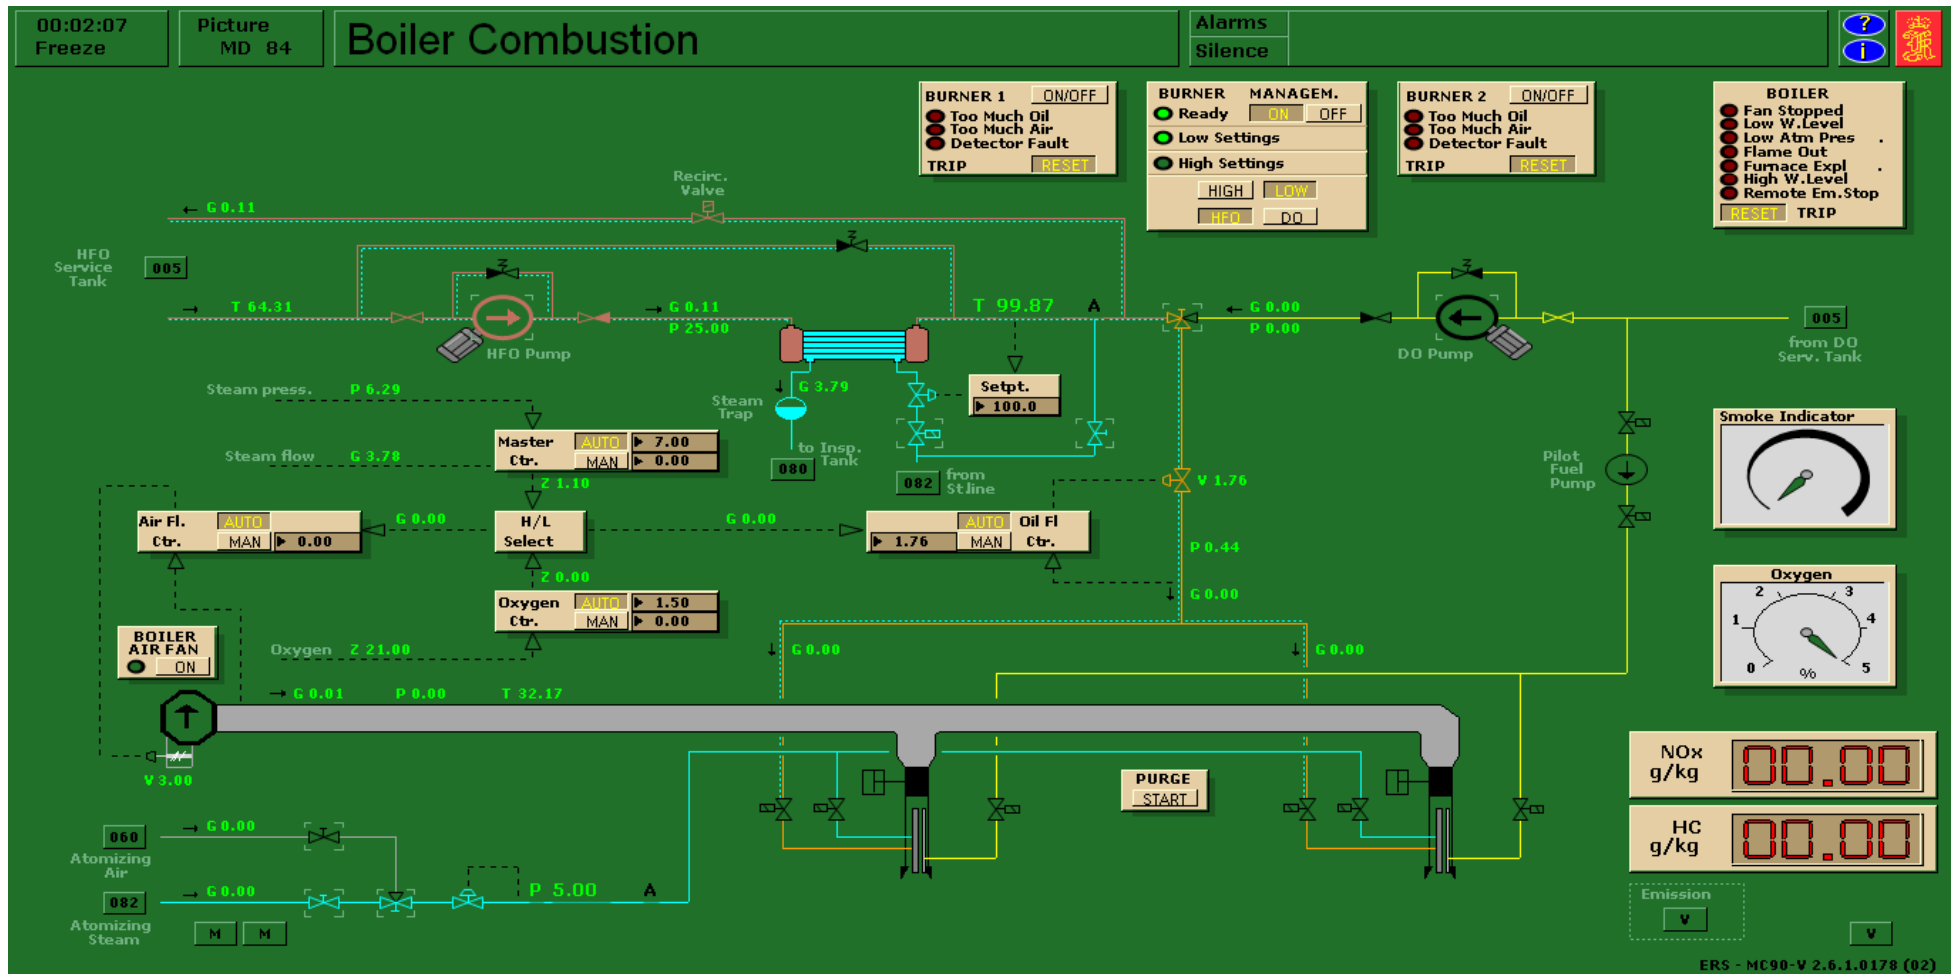 00:02:07
Freeze
Picture
MD 84
Boiler Combustion
Alarms
Silence
?
i
BURNER 1 ON/OFF
Too Much Oil
Too Much Air
Detector Fault
TRIP RESET
BURNER MANAGEM.
Ready ON OFF
Low Settings
High Settings
HIGH LOW
HFO DO
BURNER 2 ON/OFF
Too Much Oil
Too Much Air
Detector Fault
TRIP RESET
BOILER
Fan Stopped
Low W.Level
Low Atm Pres .
Flame Out
Furnace Expl .
High W.Level
Remote Em.Stop
RESET TRIP
Recirc.
Valve
G 0.11
HFO
Service
Tank
005
T 64.31
G 0.11
P 25.00
HFO Pump
T 99.87
A
G 0.00
P 0.00
DO Pump
005
from DO
Serv. Tank
Steam press. P 6.29
Steam
Trap
G 3.79
Setpt.
100.0
Steam flow G 3.78
Master
Ctr.
AUTO 7.00
MAN 0.00
to Insp.
Tank
080
082
from
St.line
Z 1.10
V 1.76
Pilot
Fuel
Pump
Smoke Indicator
Air Fl.
Ctr.
AUTO
MAN 0.00
G 0.00
H/L
Select
G 0.00
AUTO Oil Fl
1.76 MAN Ctr.
P 0.44
Z 0.00
G 0.00
Oxygen
Ctr.
AUTO 1.50
MAN 0.00
Oxygen
0 1 2 3 4 5
%
BOILER
AIR FAN
ON
Oxygen Z 21.00
G 0.00
G 0.00
G 0.01 P 0.00 T 32.17
V 3.00
PURGE
START
NOx
g/kg
00.00
HC
g/kg
00.00
060
G 0.00
Atomizing
Air
082
G 0.00
Atomizing
Steam
P 5.00
A
M M
Emission
V
V
ERS - MC90-V 2.6.1.0178 (02)